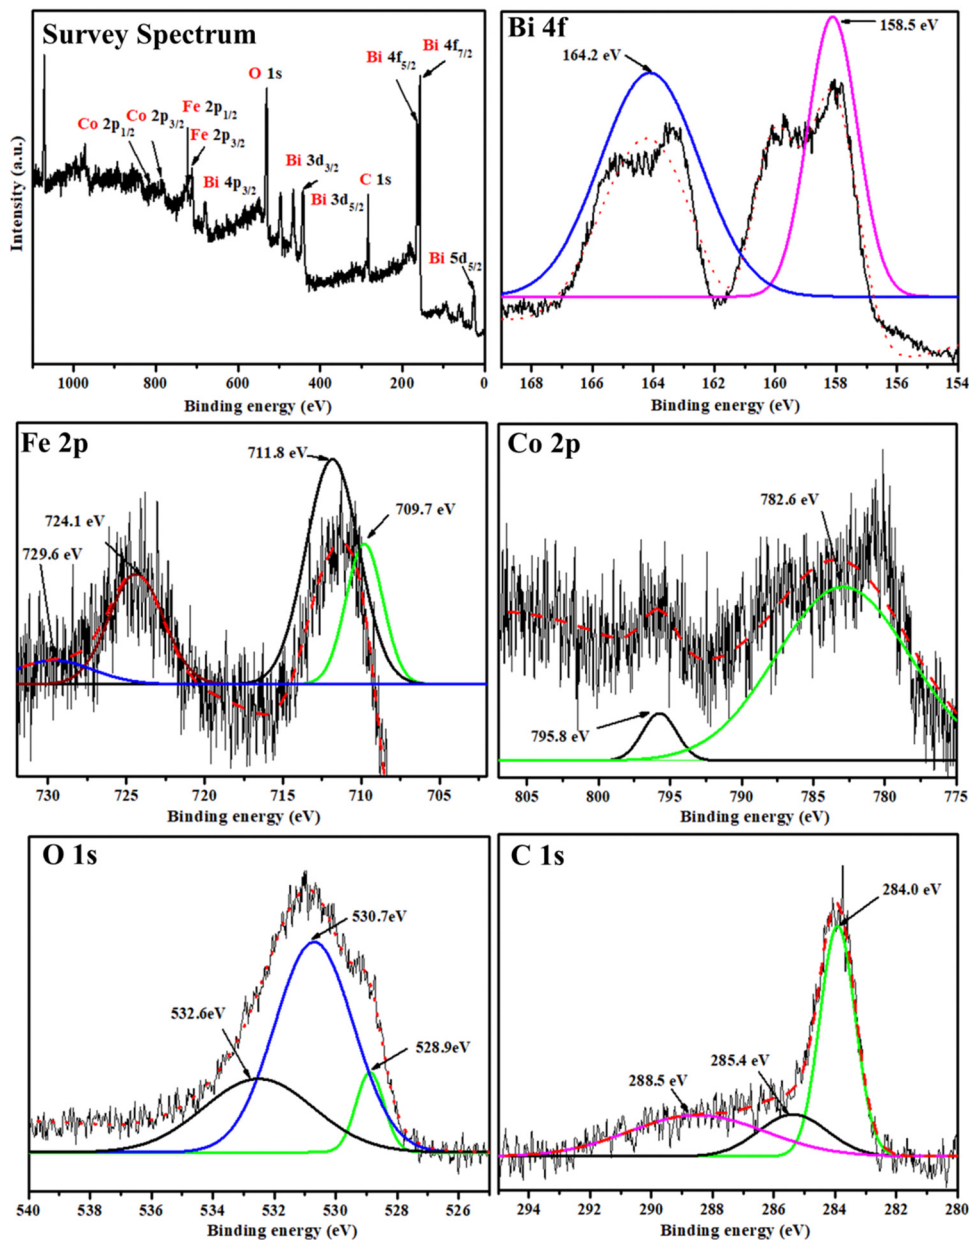 Survey Spectrum
Bi 4f5/2
Bi 4f7/2
O 1s
Co 2p1/2
Co 2p3/2
Fe 2p1/2
Fe 2p3/2
Bi 4p3/2
Bi 3d3/2
Bi 3d5/2
C 1s
Bi 5d5/2
Intensity (a.u.)
1000 800 600 400 200 0
Binding energy (eV)
Bi 4f
164.2 eV
158.5 eV
168 166 164 162 160 158 156 154
Binding energy (eV)
Fe 2p
711.8 eV
709.7 eV
724.1 eV
729.6 eV
730 725 720 715 710 705
Binding energy (eV)
Co 2p
782.6 eV
795.8 eV
805 800 795 790 785 780 775
Binding energy (eV)
O 1s
530.7eV
532.6eV
528.9eV
540 538 536 534 532 530 528 526
Binding energy (eV)
C 1s
284.0 eV
285.4 eV
288.5 eV
294 292 290 288 286 284 282 280
Binding energy (eV)